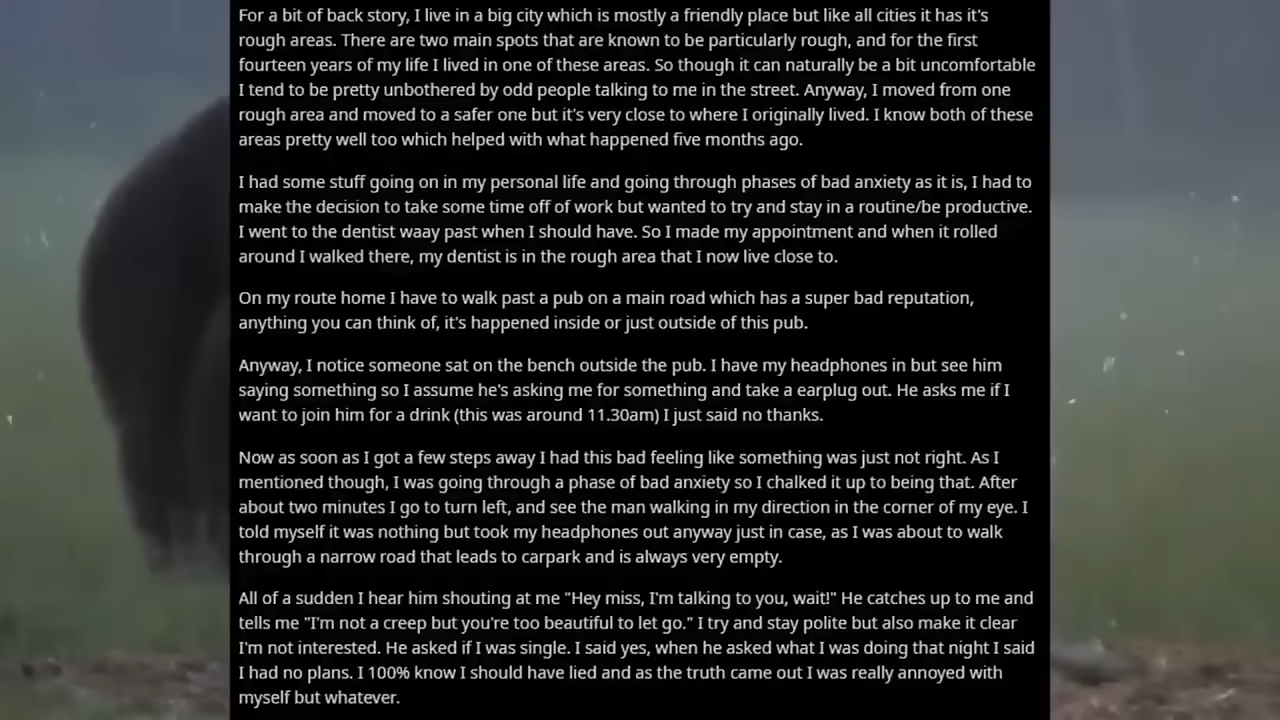 For a bit of back story, I live in a big city which is mostly a friendly place but like all cities it has it's
rough areas. There are two main spots that are known to be particularly rough, and for the first
fourteen years of my life I lived in one of these areas. So though it can naturally be a bit uncomfortable
I tend to be pretty unbothered by odd people talking to me in the street. Anyway, I moved from one
rough area and moved to a safer one but it's very close to where I originally lived. I know both of these
areas pretty well too which helped with what happened five months ago.
I had some stuff going on in my personal life and going through phases of bad anxiety as it is, I had to
make the decision to take some time off of work but wanted to try and stay in a routine/be productive.
I went to the dentist waay past when I should have. So I made my appointment and when it rolled
around I walked there, my dentist is in the rough area that I now live close to.
On my route home I have to walk past a pub on a main road which has a super bad reputation,
anything you can think of, it's happened inside or just outside of this pub.
Anyway, I notice someone sat on the bench outside the pub. I have my headphones in but see him
saying something so I assume he's asking me for something and take a earplug out. He asks me if I
want to join him for a drink (this was around 11.30am) I just said no thanks.
Now as soon as I got a few steps away I had this bad feeling like something was just not right. As I
mentioned though, I was going through a phase of bad anxiety so I chalked it up to being that. After
about two minutes I go to turn left, and see the man walking in my direction in the corner of my eye. I
told myself it was nothing but took my headphones out anyway just in case, as I was about to walk
through a narrow road that leads to carpark and is always very empty.
All of a sudden I hear him shouting at me "Hey miss, I'm talking to you, wait!" He catches up to me and
tells me "I'm not a creep but you're too beautiful to let go." I try and stay polite but also make it clear
I'm not interested. He asked if I was single. I said yes, when he asked what I was doing that night I said
I had no plans. I 100% know I should have lied and as the truth came out I was really annoyed with
myself but whatever.